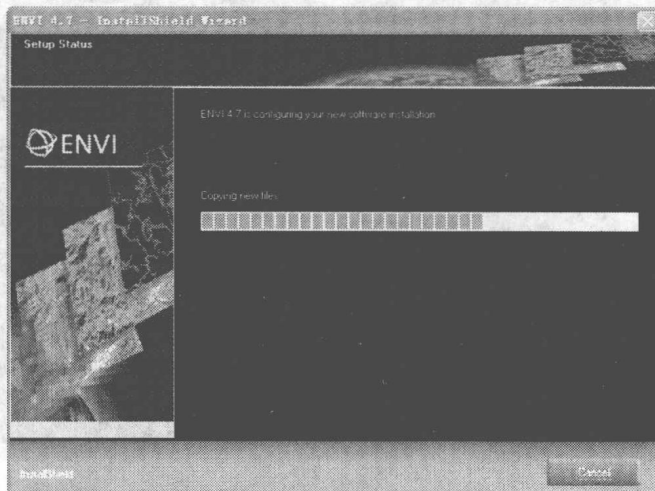 ENVI 4.7 - InstallShield Wizard
Setup Status
ENVI 4.7 is configuring your new software installation.
ENVI
Copying new files
InstallShield
Cancel